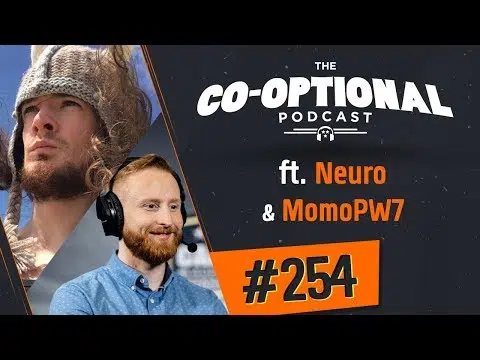 THE
CO-OPTIONAL
PODCAST
ft. Neuro
& MomoPW7
#254